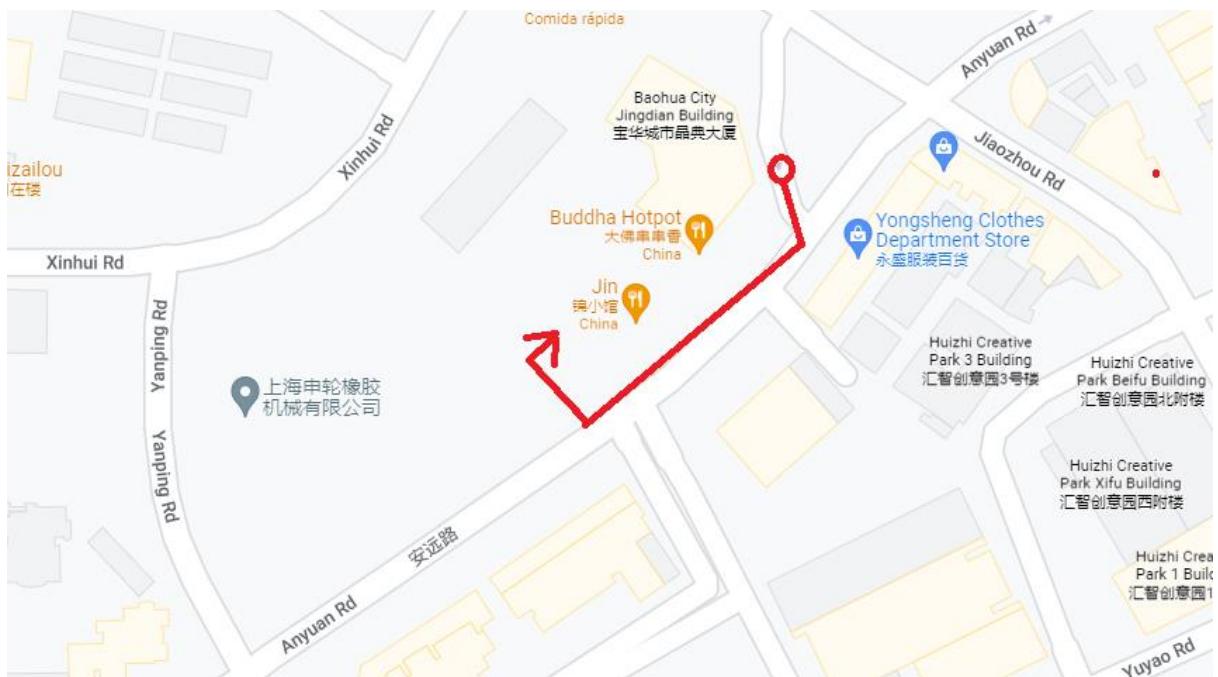 Comida rápida
Anyuan Rd
Baohua City
Jingdian Building
宝华城市晶典大厦
Xinhui Rd
Jiaozhou Rd
izailou
在楼
Buddha Hotpot
大佛串串香
China
Yongsheng Clothes
Department Store
永盛服装百货
Xinhui Rd
Jin
锦小馆
China
Yanping Rd
Huizhi Creative
Park 3 Building
汇智创意园3号楼
Huizhi Creative
Park Beifu Building
汇智创意园北附楼
上海申轮橡胶
机械有限公司
Yanping Rd
Huizhi Creative
Park Xifu Building
汇智创意园西附楼
安远路
Huizhi Crea
Park 1 Build
汇智创意园1
Anyuan Rd
Yuyao Rd